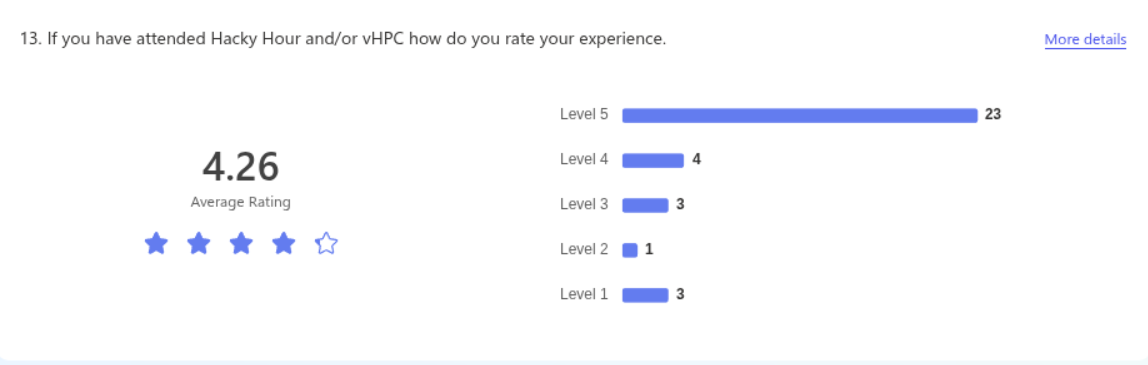 13. If you have attended Hacky Hour and/or vHPC how do you rate your experience.
More details
4.26
Average Rating
Level 5 23
Level 4 4
Level 3 3
Level 2 1
Level 1 3